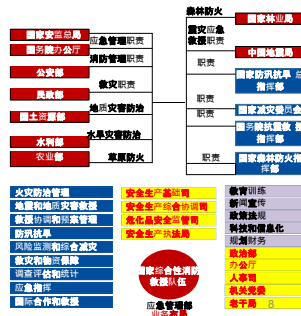 国家安监总局
应急管理职责
国务院办公厅
消防管理职责
公安部
救灾职责
民政部
地质灾害防治
国土资源部
水旱灾害防治
水利部
草原防火
农业部
森林防火
国家林业局
震灾应急
救援职责
中国地震局
职责
国家防汛抗旱总
指挥部
职责
国家减灾委员会
职责
国务院抗震救
指挥部
职责
国家森林防火指
挥部
火灾防治管理
地震和地质灾害救援
救援协调和预案管理
防汛抗旱
风险监测和综合减灾
救灾和物资保障
调查评估和统计
应急指挥
国际合作和救援
安全生产基础司
安全生产综合协调司
危化品安全监管司
安全生产执法局
国家综合性消防
救援队伍
应急管理部
业务布局
教育训练
新闻宣传
政策法规
科技和信息化
规划财务
政治部
办公厅
人事司
机关党委
老干局
8